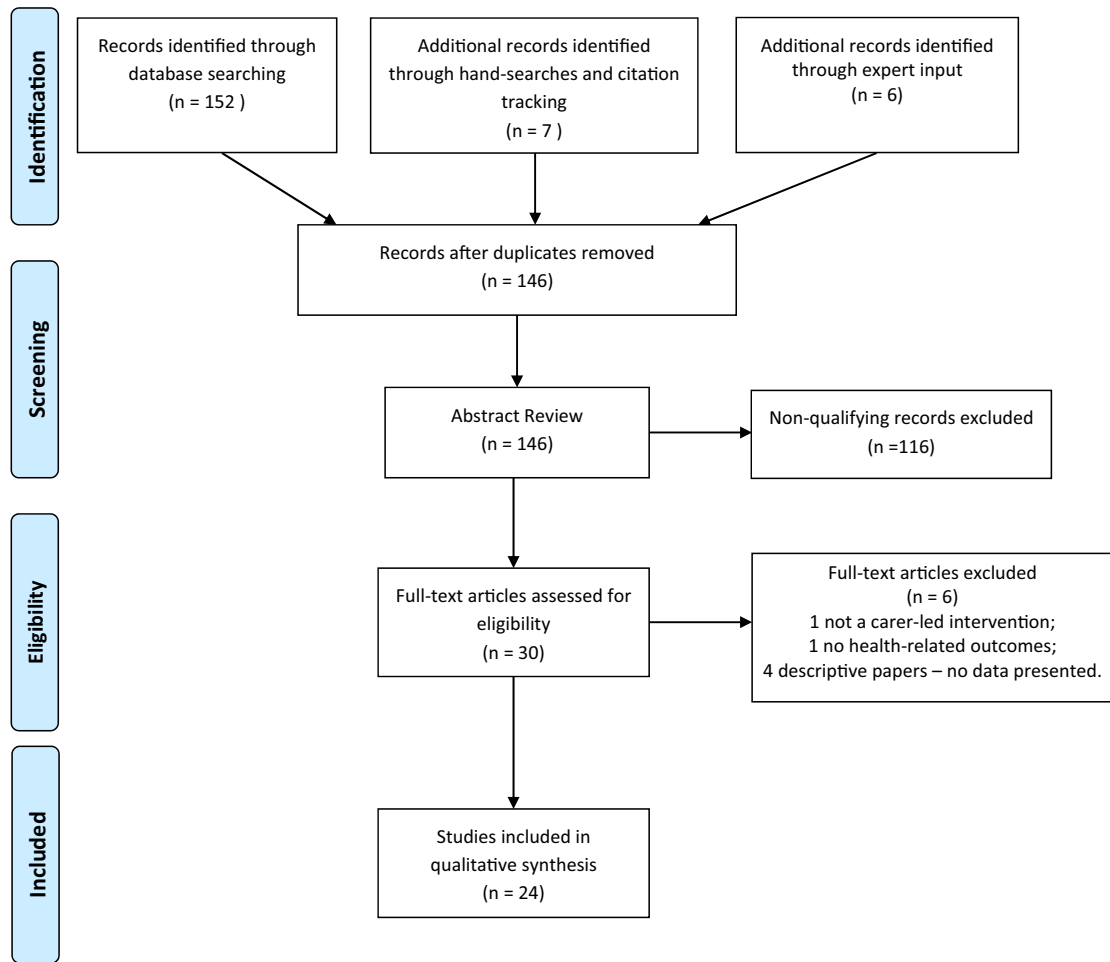 Identification
Records identified through
database searching
(n = 152 )
Additional records identified
through hand-searches and citation
tracking
(n = 7 )
Additional records identified
through expert input
(n = 6)
Screening
Records after duplicates removed
(n = 146)
Abstract Review
(n = 146)
Non-qualifying records excluded
(n =116)
Eligibility
Full-text articles assessed for
eligibility
(n = 30)
Full-text articles excluded
(n = 6)
1 not a carer-led intervention;
1 no health-related outcomes;
4 descriptive papers – no data presented.
Included
Studies included in
qualitative synthesis
(n = 24)